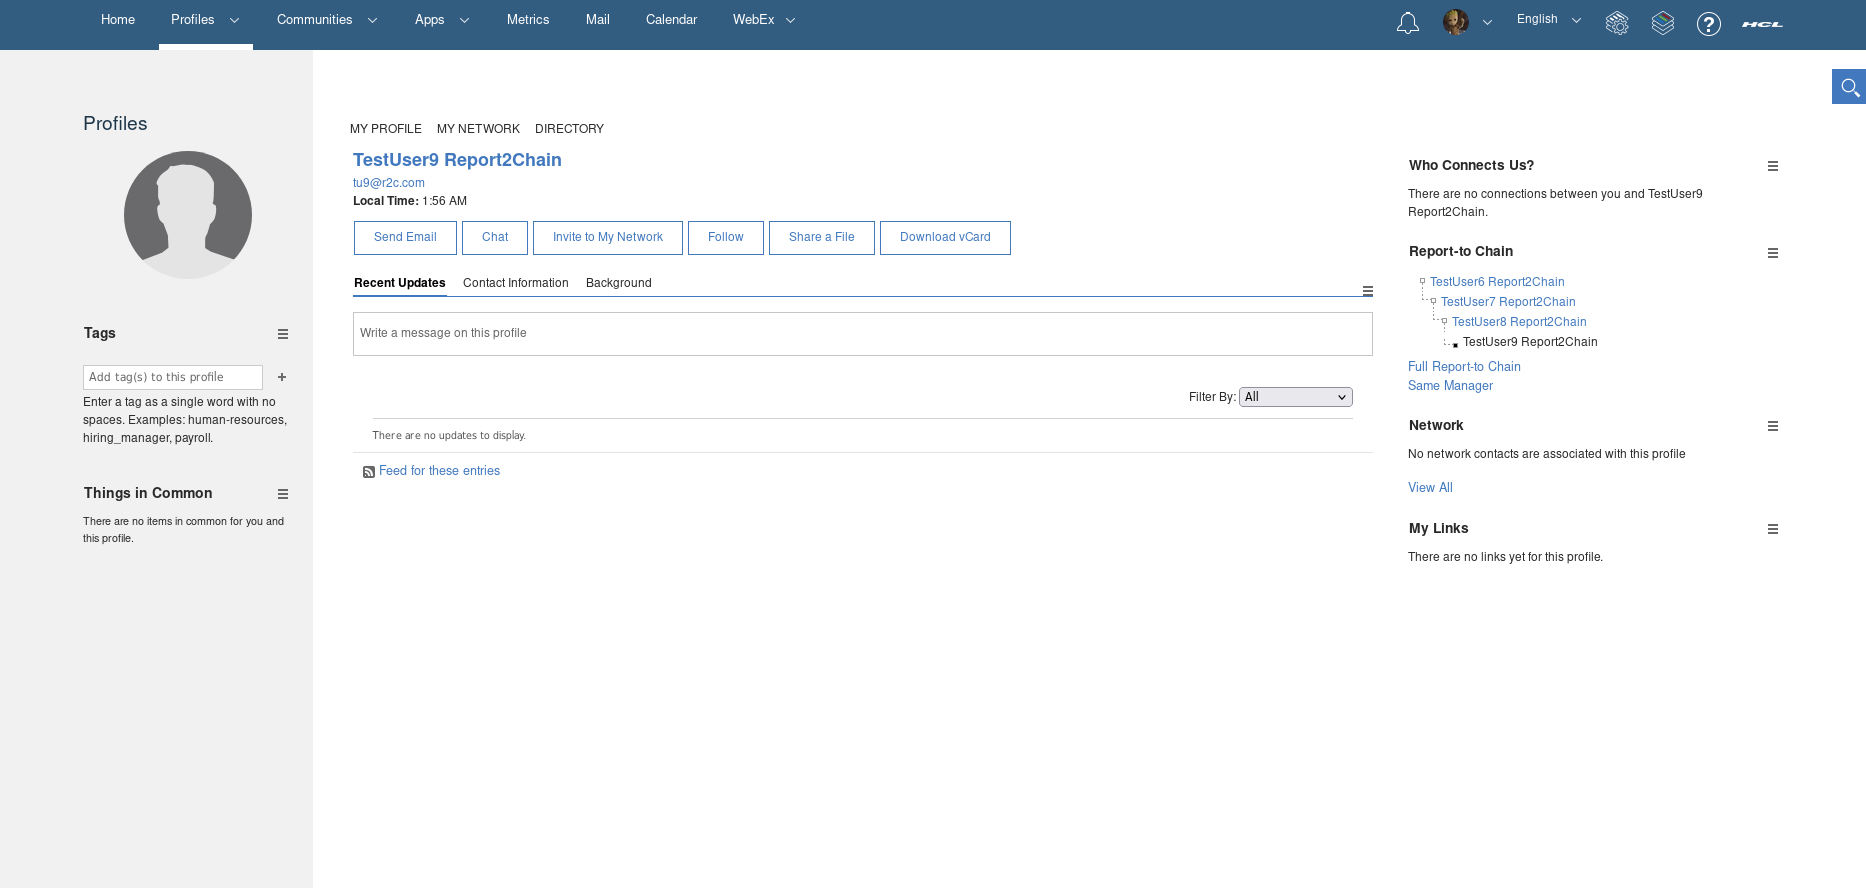 Home Profiles Communities Apps Metrics Mail Calendar WebEx English HCL
Profiles
Tags
Add tag(s) to this profile +
Enter a tag as a single word with no
spaces. Examples: human-resources,
hiring_manager, payroll.
Things in Common
There are no items in common for you and
this profile.
MY PROFILE MY NETWORK DIRECTORY
TestUser9 Report2Chain
tu9@r2c.com
Local Time: 1:56 AM
Send Email Chat Invite to My Network Follow Share a File Download vCard
Recent Updates Contact Information Background
Write a message on this profile
Filter By: All
There are no updates to display.
Feed for these entries
Who Connects Us?
There are no connections between you and TestUser9
Report2Chain.
Report-to Chain
TestUser6 Report2Chain
TestUser7 Report2Chain
TestUser8 Report2Chain
TestUser9 Report2Chain
Full Report-to Chain
Same Manager
Network
No network contacts are associated with this profile
View All
My Links
There are no links yet for this profile.